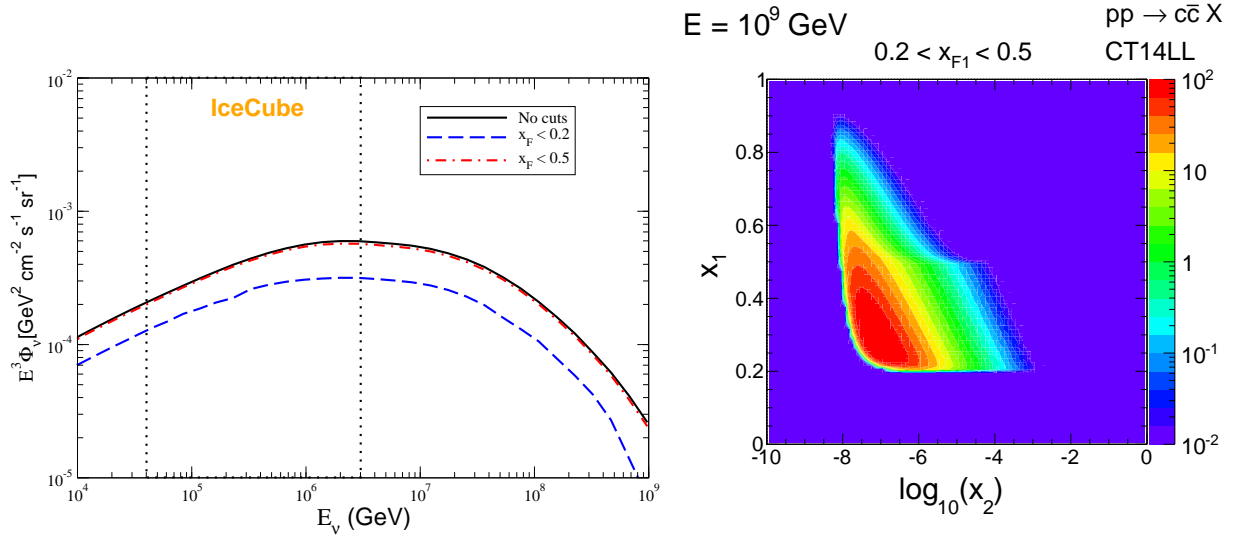 IceCube
No cuts
x_F < 0.2
x_F < 0.5
10^-2
10^-3
10^-4
10^-5
E^3Φ_ν[GeV^2 cm^-2 s^-1 sr^-1]
10^4 10^5 10^6 10^7 10^8 10^9
E_ν (GeV)
E = 10^9 GeV
pp → cc̄ X
0.2 < x_F1 < 0.5
CT14LL
1
0.8
0.6
0.4
0.2
0
x_1
-10 -8 -6 -4 -2 0
log_10(x_2)
10^2
10
1
10^-1
10^-2